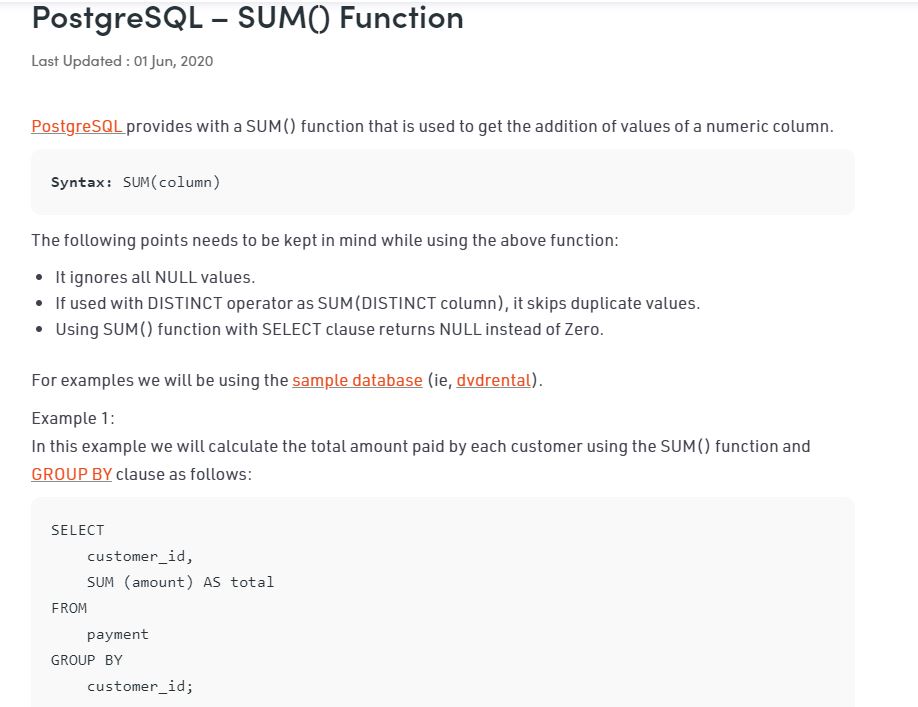 PostgreSQL – SUM() Function
Last Updated : 01 Jun, 2020
PostgreSQL provides with a SUM() function that is used to get the addition of values of a numeric column.
Syntax: SUM(column)
The following points needs to be kept in mind while using the above function:
• It ignores all NULL values.
• If used with DISTINCT operator as SUM(DISTINCT column), it skips duplicate values.
• Using SUM() function with SELECT clause returns NULL instead of Zero.
For examples we will be using the sample database (ie, dvdrental).
Example 1:
In this example we will calculate the total amount paid by each customer using the SUM() function and
GROUP BY clause as follows:
SELECT
    customer_id,
    SUM (amount) AS total
FROM
    payment
GROUP BY
    customer_id;